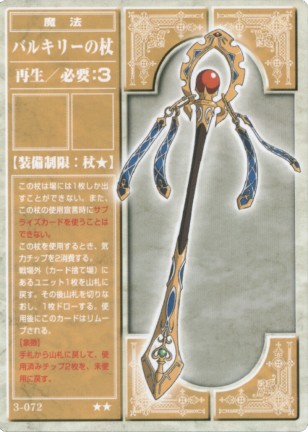 魔法
バルキリーの杖
再生／必要:3
【装備制限：杖★】
この杖は場には1枚しか出
すことができない。また、
この杖の使用宣言時にサプ
ライズカードを使うことは
できない。
この杖を使用するとき、気
力チップを2消費する。
戦場外（カード捨て場）に
あるユニット1枚を山札に
戻す。その後山札を切りな
おし、1枚ドローする。使
用後にこのカードはリムー
ブされる。
手札から山札に戻して、使
用済みチップ2枚を、未使
用に戻す。
3-072
★★